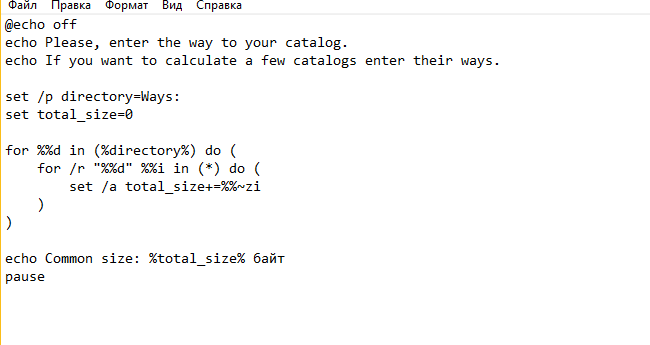 Файл Правка Формат Вид Справка
@echo off
echo Please, enter the way to your catalog.
echo If you want to calculate a few catalogs enter their ways.
set /p directory=Ways:
set total_size=0
for %%d in (%directory%) do (
    for /r "%%d" %%i in (*) do (
        set /a total_size+=%%~zi
    )
)
echo Common size: %total_size% байт
pause